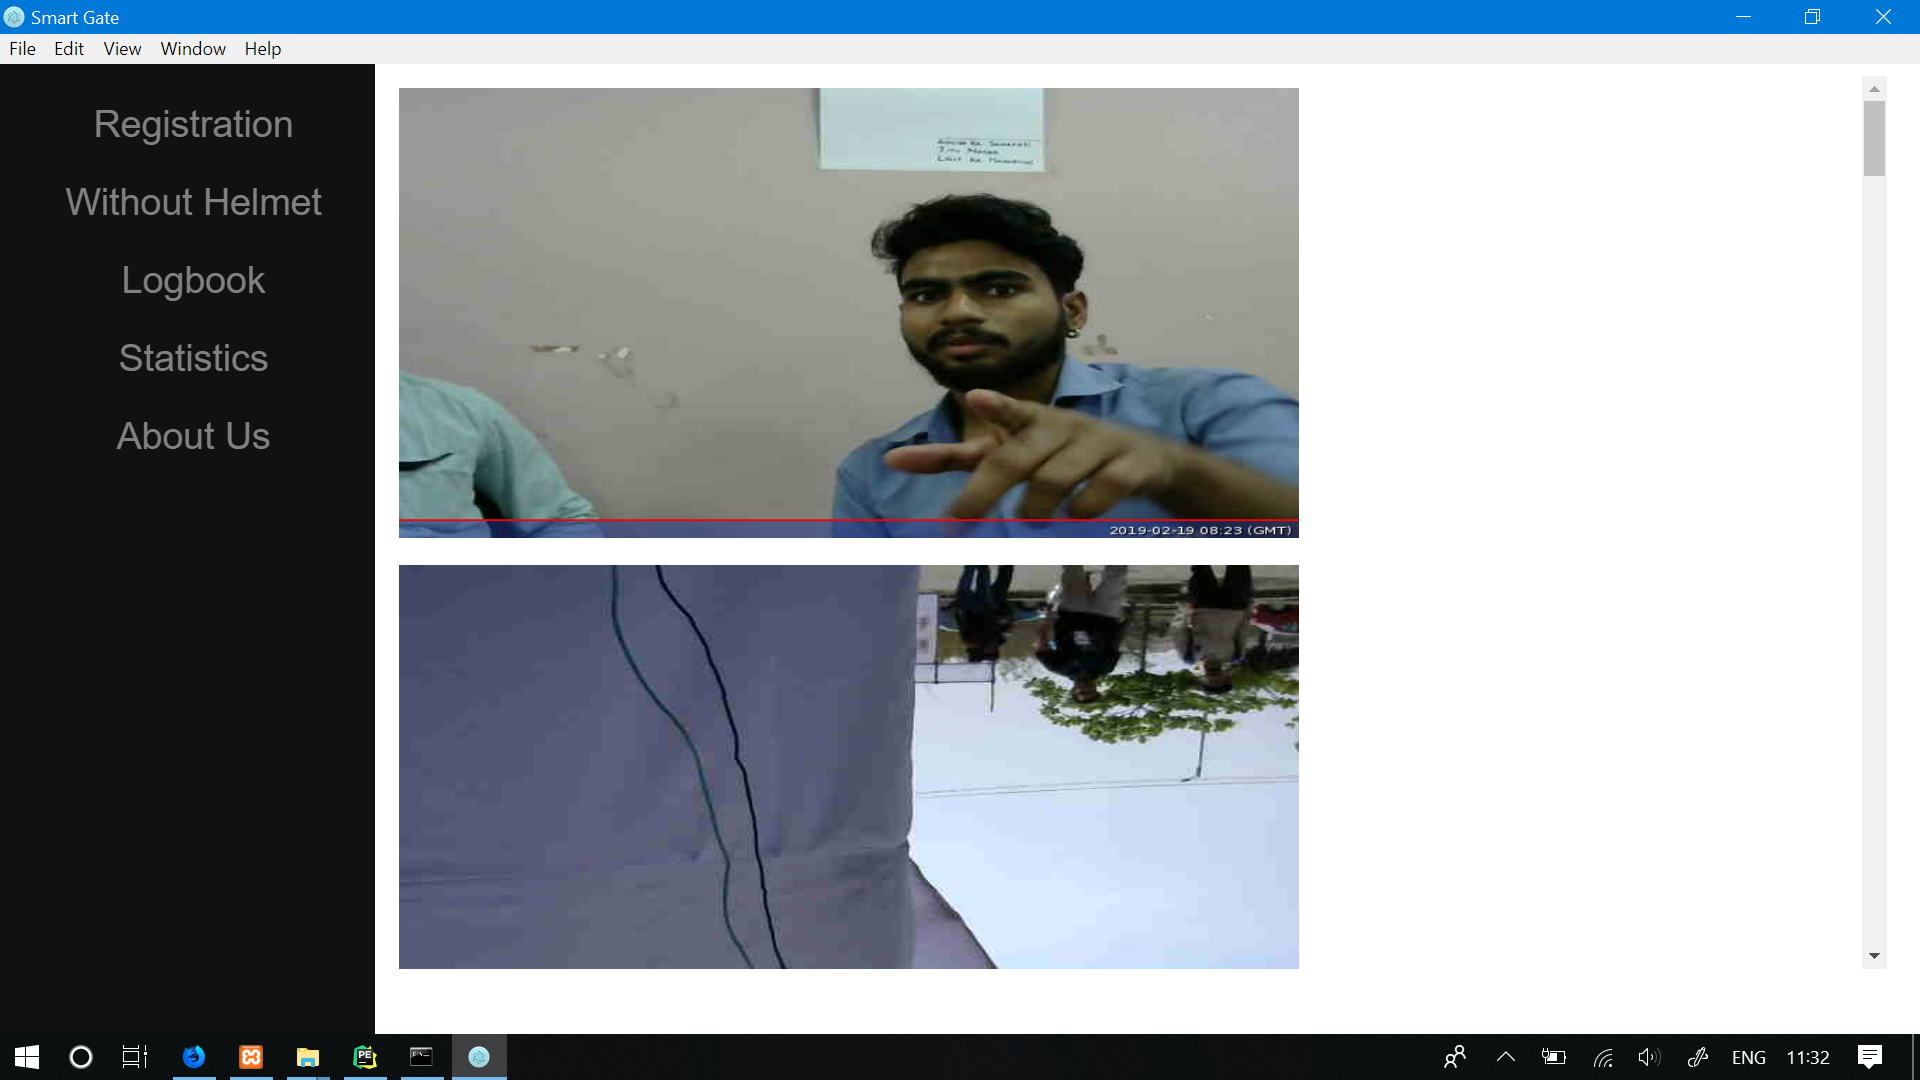 Smart Gate
File Edit View Window Help
Registration
Without Helmet
Logbook
Statistics
About Us
2019-02-19 08:23 (GMT)
ENG 11:32